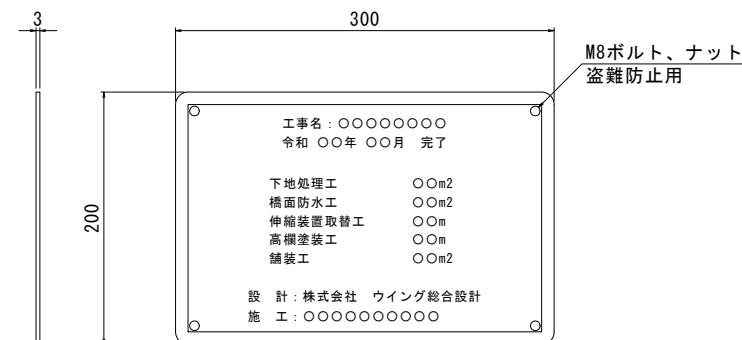 3
300
M8ボルト、ナット
盗難防止用
200
工事名：○○○○○○○○
令和 ○○年 ○○月　完了
下地処理工　○○m2
橋面防水工　○○m2
伸縮装置取替工　○○m
高欄塗装工　○○m
舗装工　○○m2
設　計：株式会社　ウイング総合設計
施　工：○○○○○○○○○○